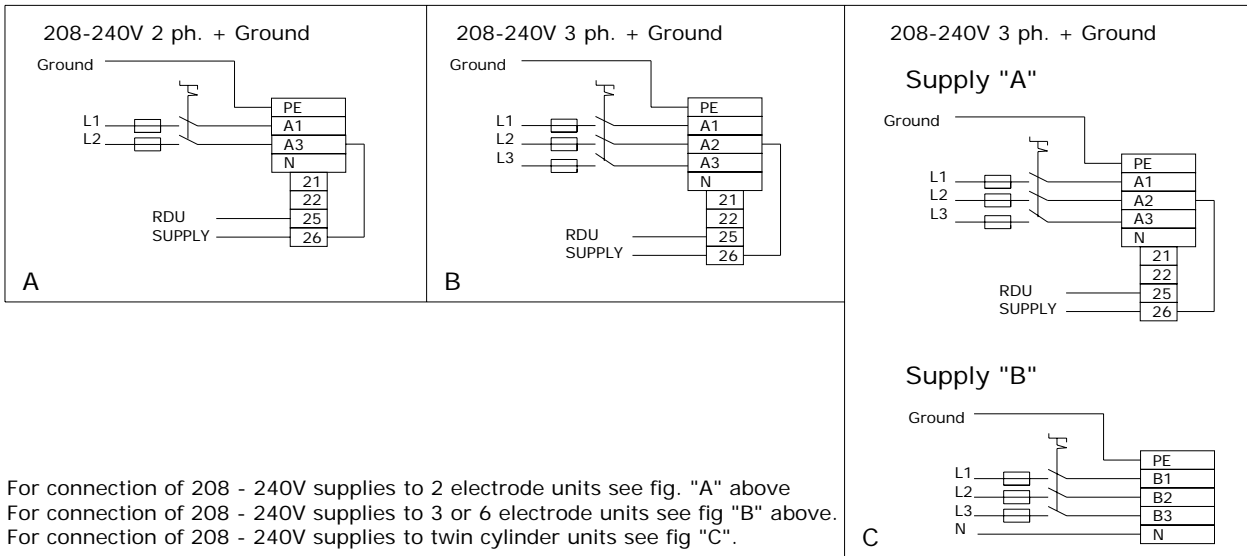 208-240V 2 ph. + Ground
Ground
L1
L2
PE
A1
A3
N
21
22
25
26
RDU
SUPPLY
A
208-240V 3 ph. + Ground
Ground
L1
L2
L3
PE
A1
A2
A3
N
21
22
25
26
RDU
SUPPLY
B
208-240V 3 ph. + Ground
Supply "A"
Ground
L1
L2
L3
PE
A1
A2
A3
N
21
22
25
26
RDU
SUPPLY
Supply "B"
Ground
L1
L2
L3
N
PE
B1
B2
B3
N
C
For connection of 208 - 240V supplies to 2 electrode units see fig. "A" above
For connection of 208 - 240V supplies to 3 or 6 electrode units see fig "B" above.
For connection of 208 - 240V supplies to twin cylinder units see fig "C".